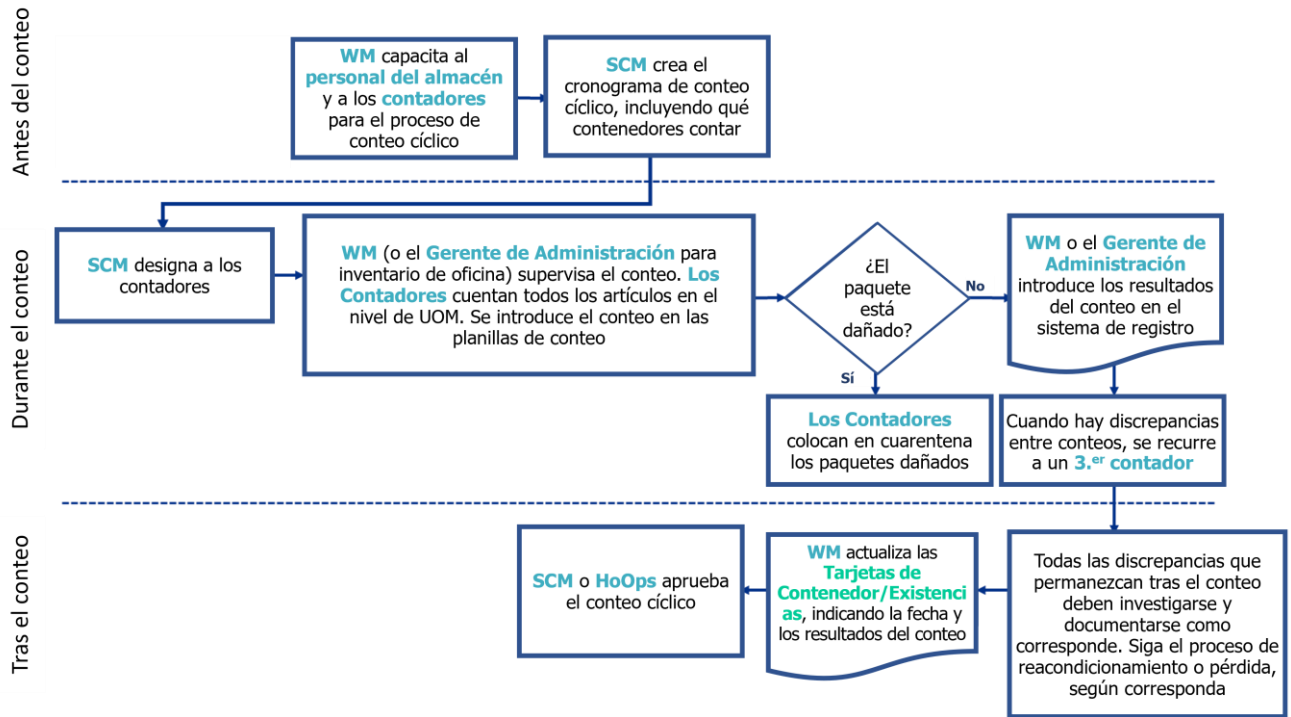 Antes del conteo
WM capacita al
personal del almacén
y a los contadores
para el proceso de
conteo cíclico
SCM crea el
cronograma de conteo
cíclico, incluyendo qué
contenedores contar
Durante el conteo
SCM designa a los
contadores
WM (o el Gerente de Administración para
inventario de oficina) supervisa el conteo. Los
Contadores cuentan todos los artículos en el
nivel de UOM. Se introduce el conteo en las
planillas de conteo
¿El
paquete
está
dañado?
No
Sí
WM o el Gerente de
Administración
introduce los resultados
del conteo en el
sistema de registro
Los Contadores
colocan en cuarentena
los paquetes dañados
Cuando hay discrepancias
entre conteos, se recurre
a un 3.er contador
Tras el conteo
Todas las discrepancias que
permanezcan tras el conteo
deben investigarse y
documentarse como
corresponde. Siga el proceso de
reacondicionamiento o pérdida,
según corresponda
WM actualiza las
Tarjetas de
Contenedor/Existenci
as, indicando la fecha y
los resultados del conteo
SCM o HoOps aprueba
el conteo cíclico